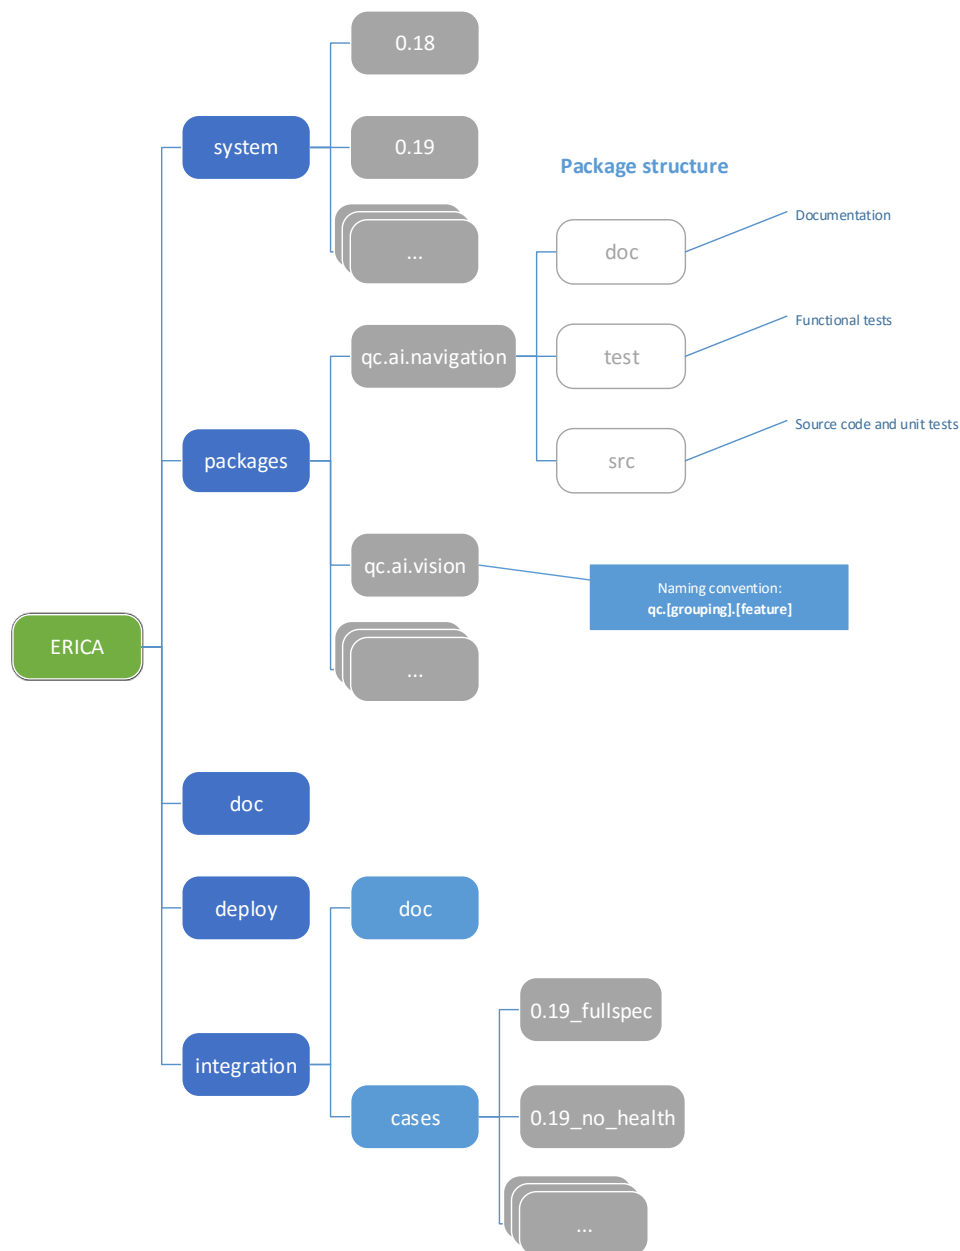 0.18
system
0.19
...
Package structure
doc
Documentation
qc.ai.navigation
test
Functional tests
src
Source code and unit tests
packages
qc.ai.vision
Naming convention:
qc.[grouping].[feature]
...
ERICA
doc
deploy
doc
integration
cases
0.19_fullspec
0.19_no_health
...